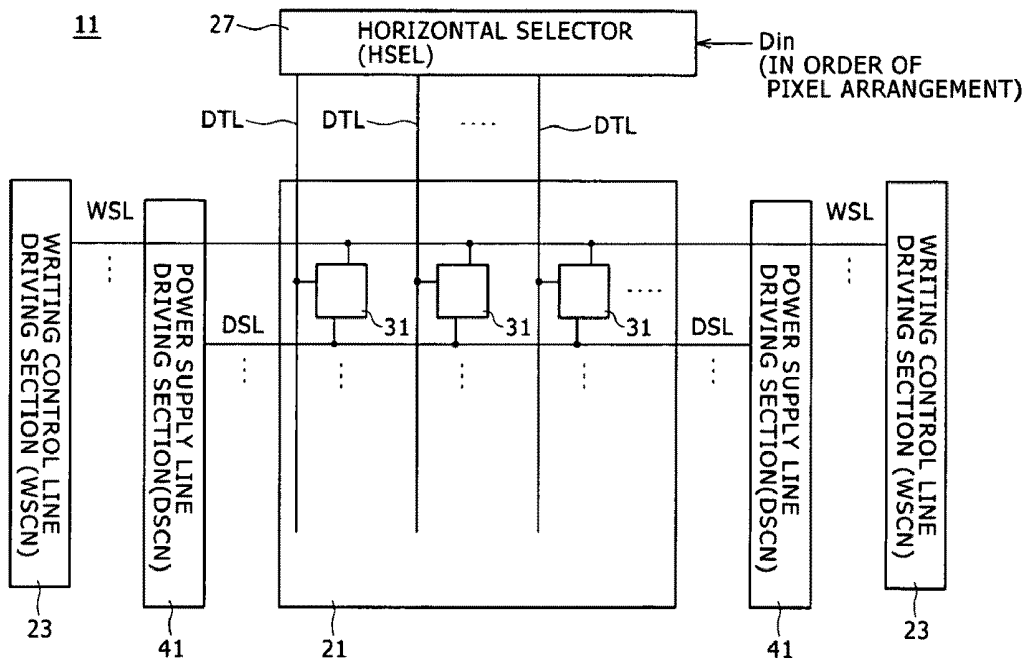 11
27
HORIZONTAL SELECTOR
(HSEL)
Din
(IN ORDER OF
PIXEL ARRANGEMENT)
DTL
DTL
....
DTL
WSL
WSL
WRITING CONTROL LINE
DRIVING SECTION (WSCN)
POWER SUPPLY LINE
DRIVING SECTION(DSCN)
31
31
31
....
DSL
DSL
POWER SUPPLY LINE
DRIVING SECTION(DSCN)
WRITING CONTROL LINE
DRIVING SECTION (WSCN)
23
41
21
41
23